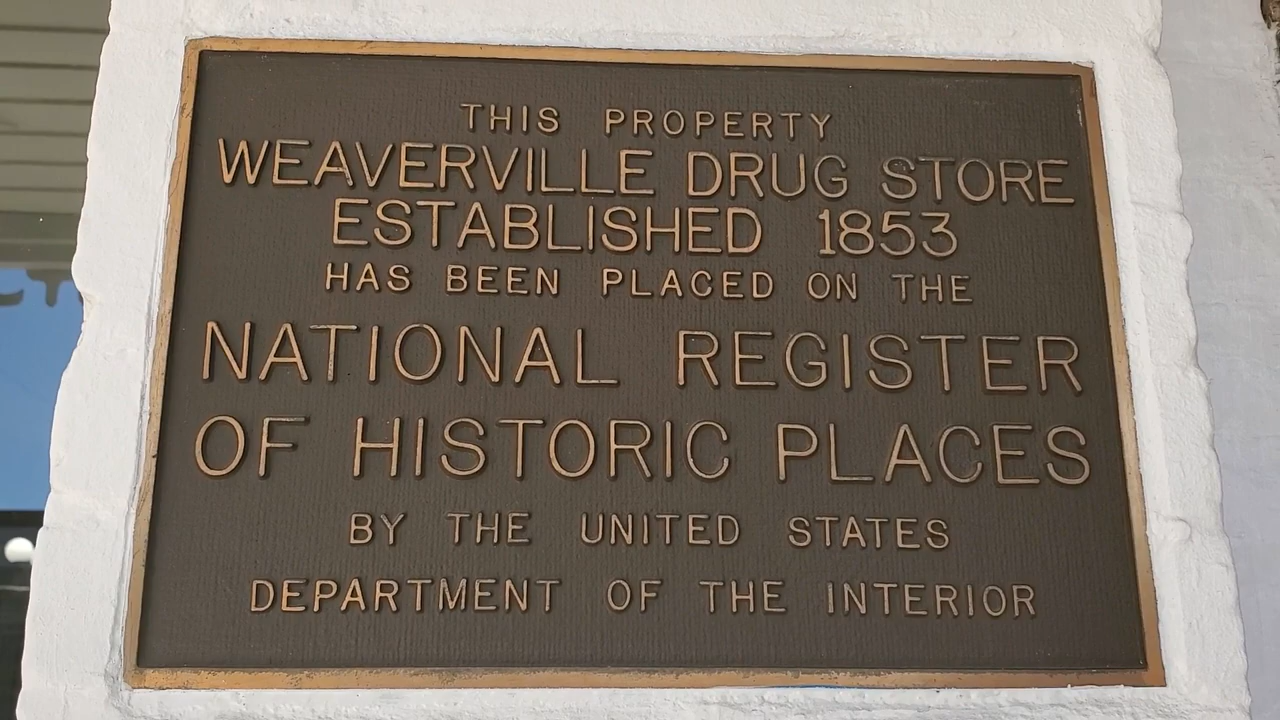 THIS PROPERTY
WEAVERVILLE DRUG STORE
ESTABLISHED 1853
HAS BEEN PLACED ON THE
NATIONAL REGISTER
OF HISTORIC PLACES
BY THE UNITED STATES
DEPARTMENT OF THE INTERIOR